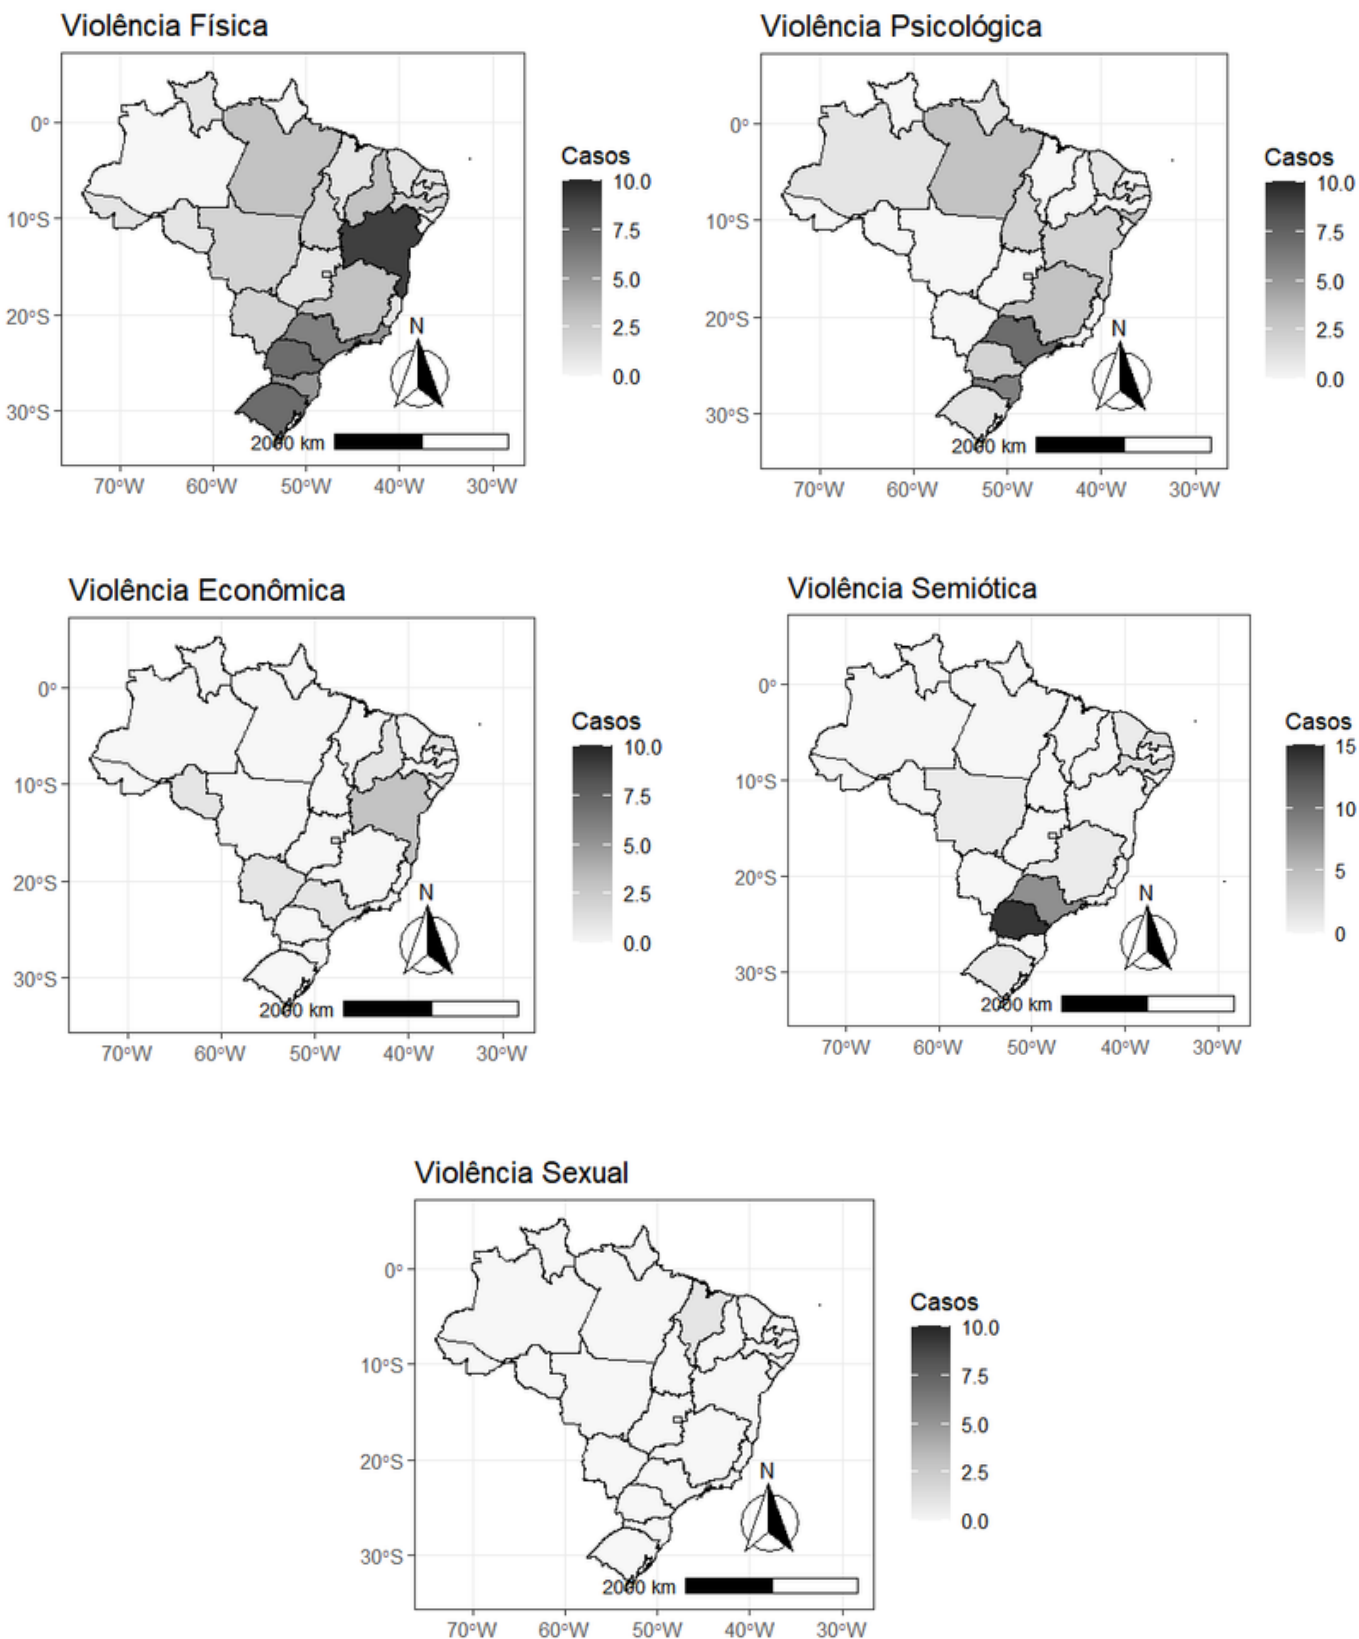 Violência Física
Casos
10.0
7.5
5.0
2.5
0.0
0°
10°S
20°S
30°S
N
2000 km
70°W 60°W 50°W 40°W 30°W
Violência Psicológica
Casos
10.0
7.5
5.0
2.5
0.0
0°
10°S
20°S
30°S
N
2000 km
70°W 60°W 50°W 40°W 30°W
Violência Econômica
Casos
10.0
7.5
5.0
2.5
0.0
0°
10°S
20°S
30°S
N
2000 km
70°W 60°W 50°W 40°W 30°W
Violência Semiótica
Casos
15
10
5
0
0°
10°S
20°S
30°S
N
2000 km
70°W 60°W 50°W 40°W 30°W
Violência Sexual
Casos
10.0
7.5
5.0
2.5
0.0
0°
10°S
20°S
30°S
N
2000 km
70°W 60°W 50°W 40°W 30°W